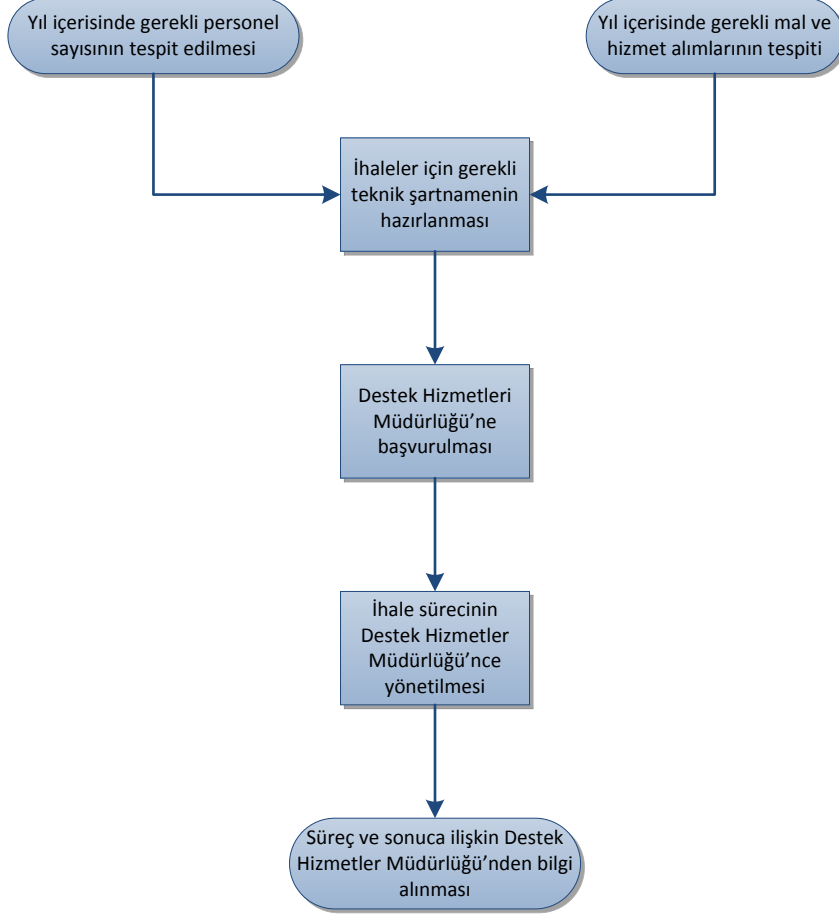 Yıl içerisinde gerekli personel
sayısının tespit edilmesi
Yıl içerisinde gerekli mal ve
hizmet alımlarının tespiti
İhaleler için gerekli
teknik şartnamenin
hazırlanması
Destek Hizmetleri
Müdürlüğü’ne
başvurulması
İhale sürecinin
Destek Hizmetler
Müdürlüğü’nce
yönetilmesi
Süreç ve sonuca ilişkin Destek
Hizmetler Müdürlüğü’nden bilgi
alınması